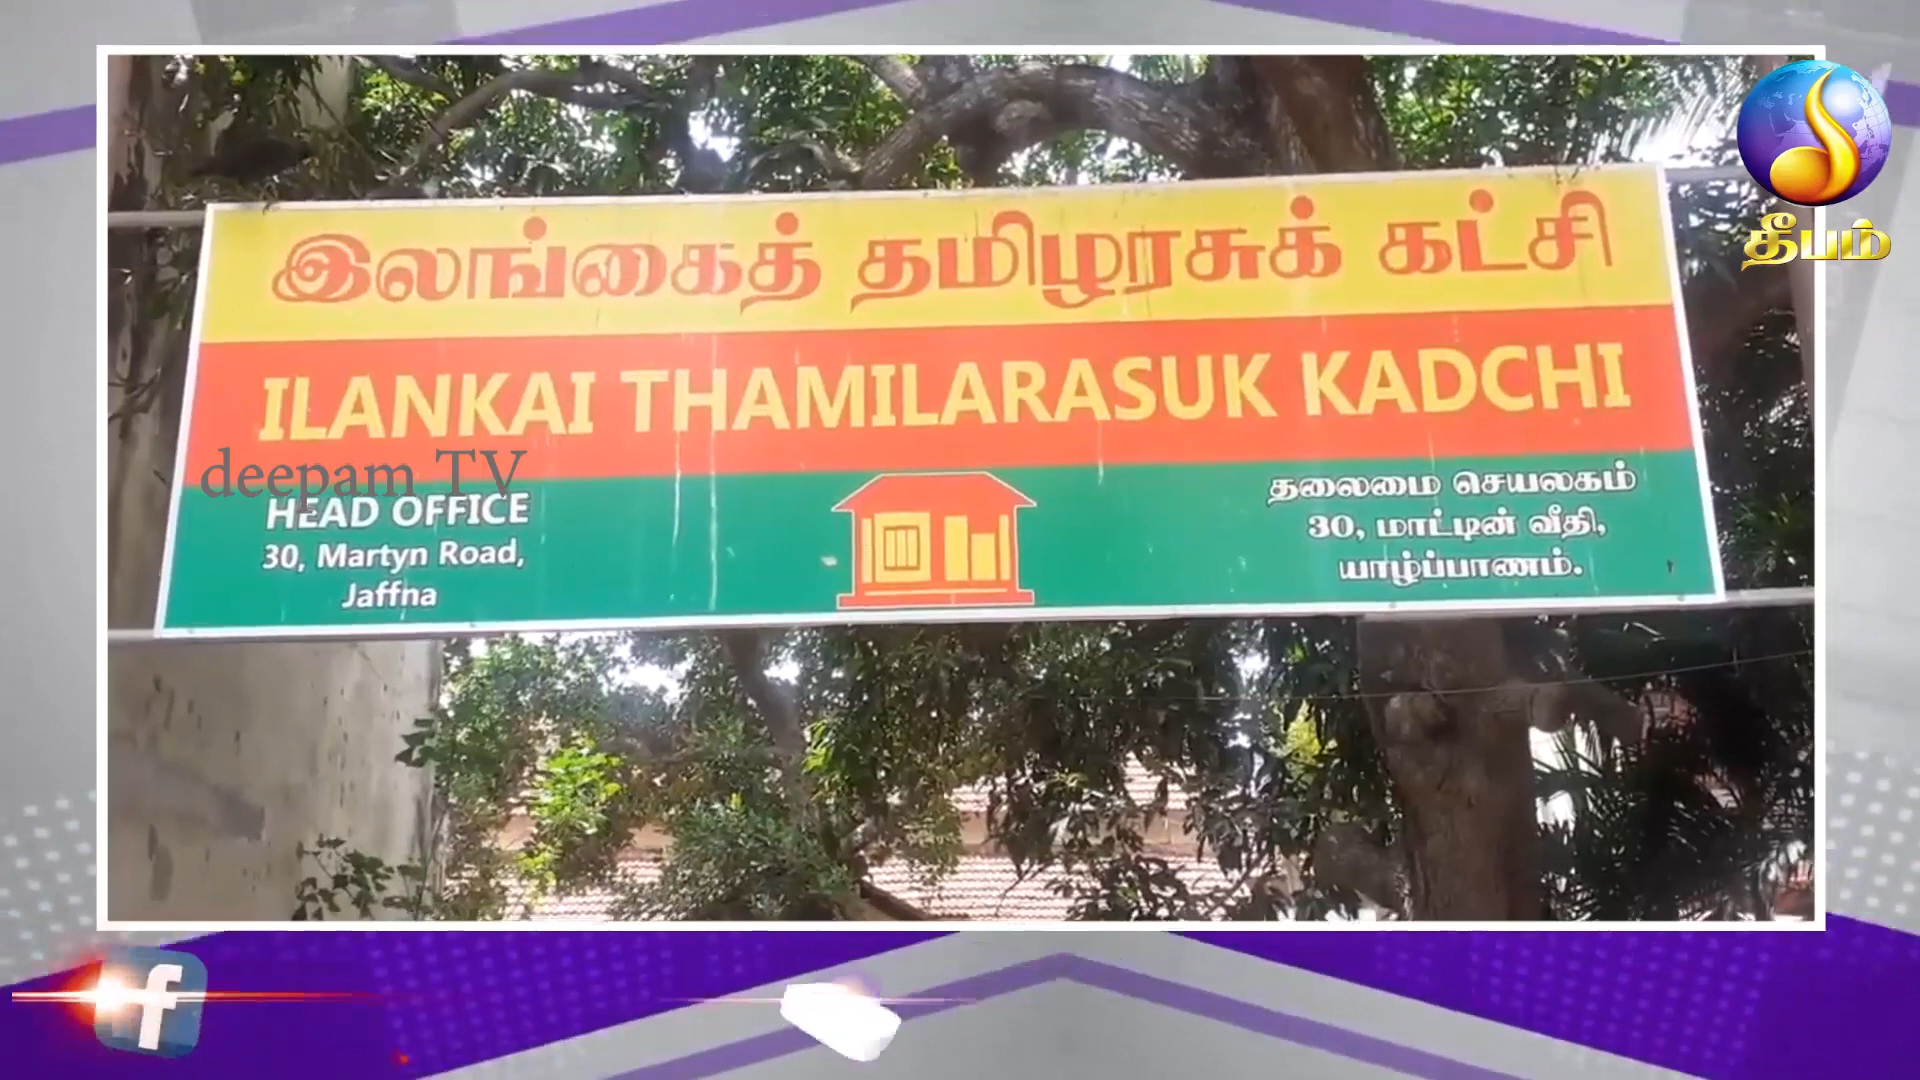 இலங்கைத் தமிழரசுக் கட்சி
ILANKAI THAMILARASUK KADCHI
deepam TV
HEAD OFFICE
30, Martyn Road,
Jaffna
தலைமை செயலகம்
30, மாட்டின் வீதி,
யாழ்ப்பாணம்.
தீபம்
f